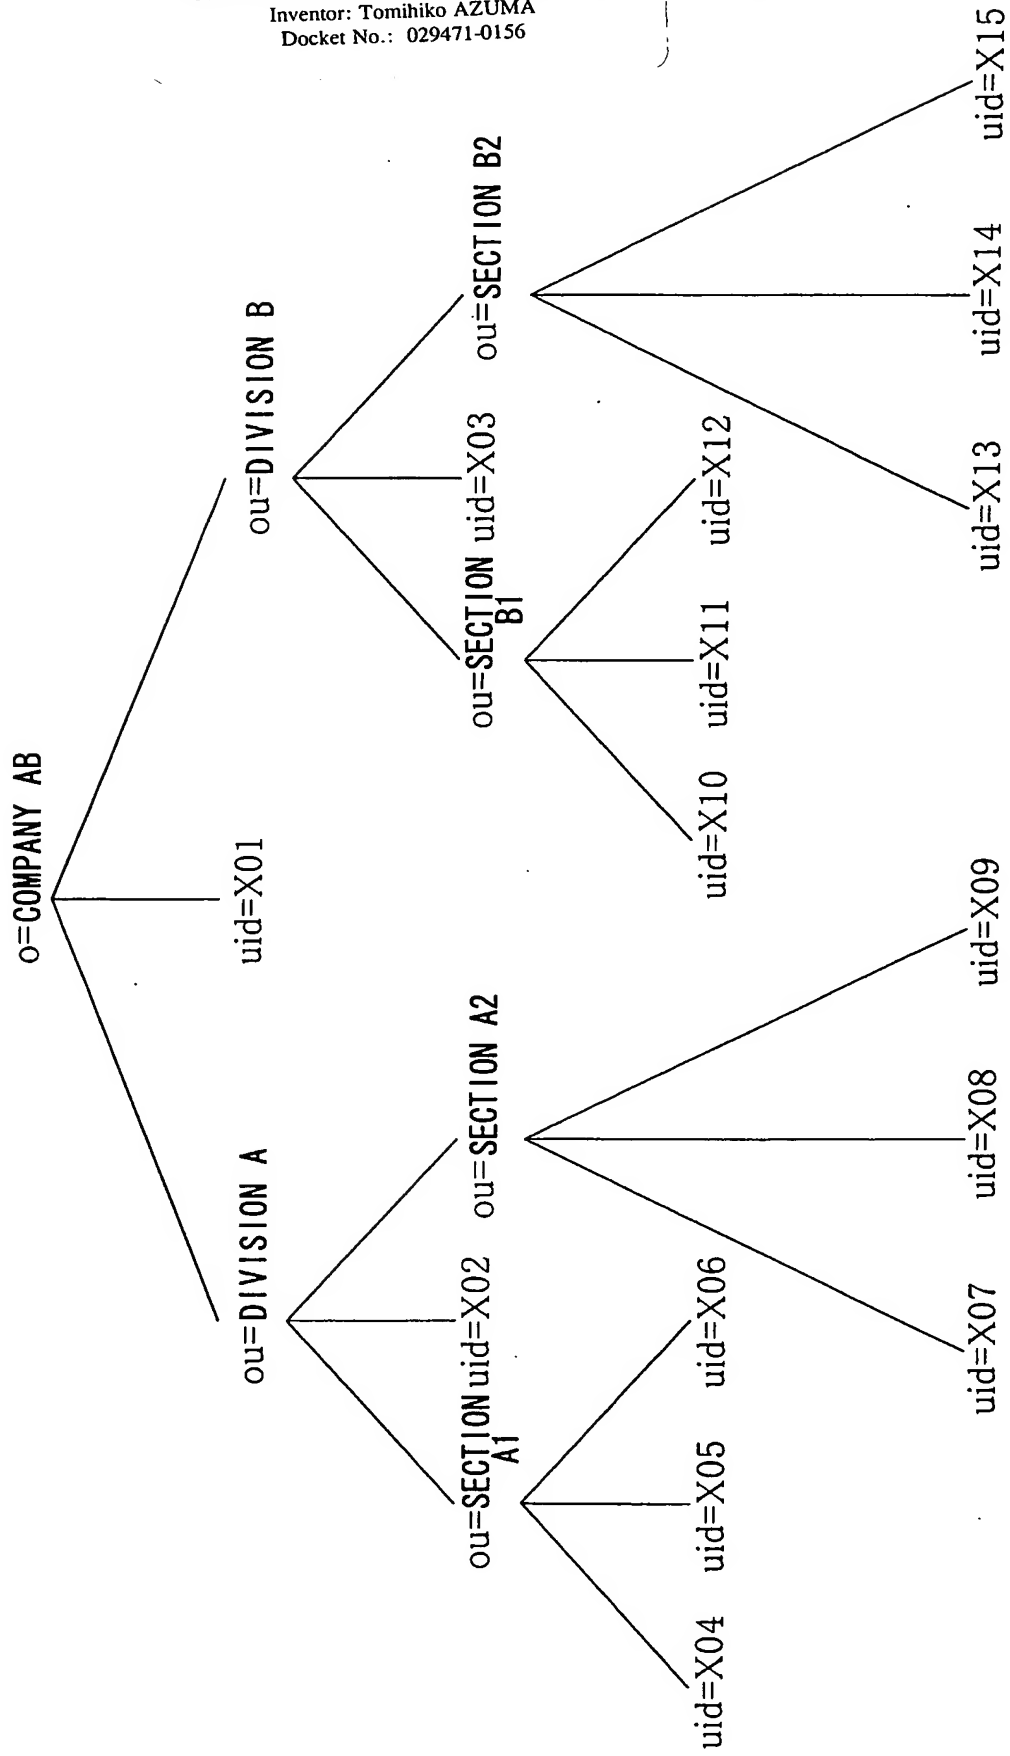 Inventor: Tomihiko AZUMA
Docket No.: 029471-0156
o=COMPANY AB
ou=DIVISION A
uid=X01
ou=DIVISION B
ou=SECTION
A1
uid=X02
ou=SECTION A2
ou=SECTION
B1
uid=X03
ou=SECTION B2
uid=X04
uid=X05
uid=X06
uid=X10
uid=X11
uid=X12
uid=X07
uid=X08
uid=X09
uid=X13
uid=X14
uid=X15